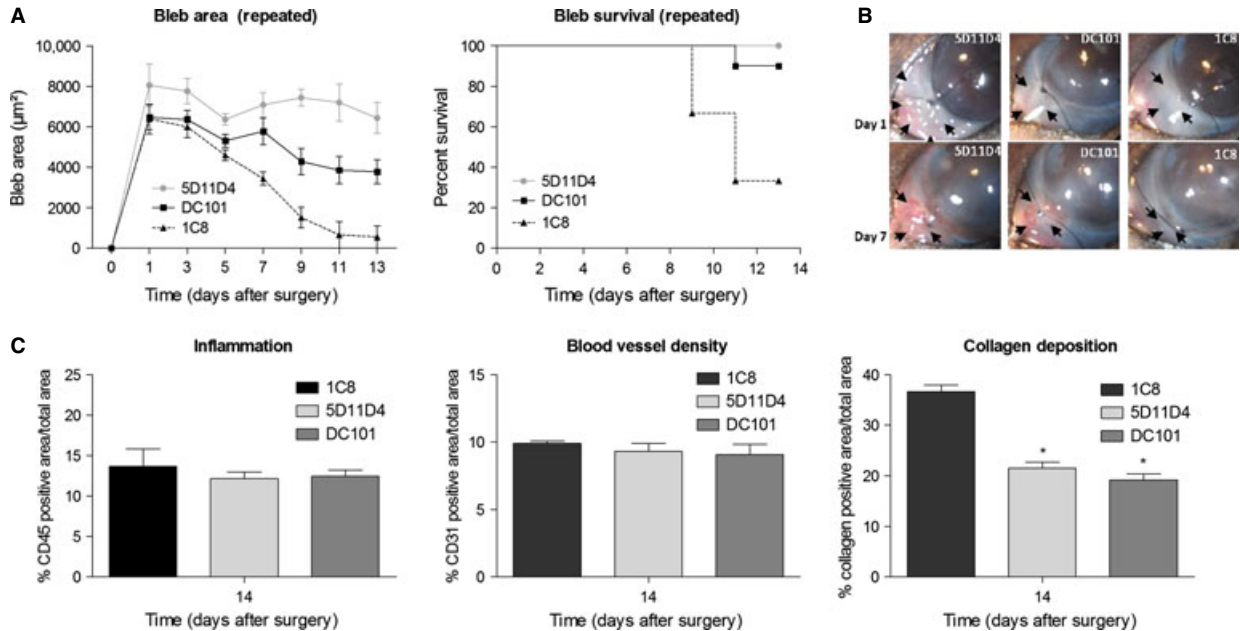 A
Bleb area (repeated)
Bleb area (µm²)
10,000
8000
6000
4000
2000
0
5D11D4
DC101
1C8
0 1 3 5 7 9 11 13
Time (days after surgery)
Bleb survival (repeated)
Percent survival
100
80
60
40
20
0
5D11D4
DC101
1C8
0 2 4 6 8 10 12 14
Time (days after surgery)
B
5D11D4 DC101 1C8
Day 1
5D11D4 DC101 1C8
Day 7
C
Inflammation
% CD45 positive area/total area
25
20
15
10
5
0
1C8
5D11D4
DC101
14
Time (days after surgery)
Blood vessel density
% CD31 positive area/total area
15
10
5
0
1C8
5D11D4
DC101
14
Time (days after surgery)
Collagen deposition
% collagen positive area/total area
40
30
20
10
0
1C8
5D11D4
DC101
* *
14
Time (days after surgery)